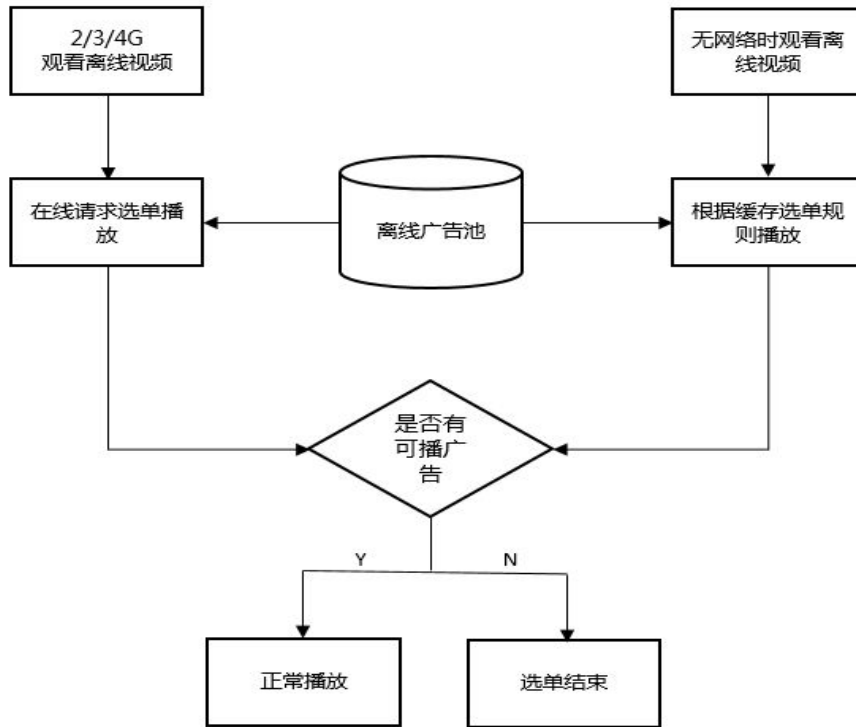 2/3/4G
观看离线视频
无网络时观看离
线视频
在线请求选单播
放
离线广告池
根据缓存选单规
则播放
是否有
可播广
告
Y
N
正常播放
选单结束